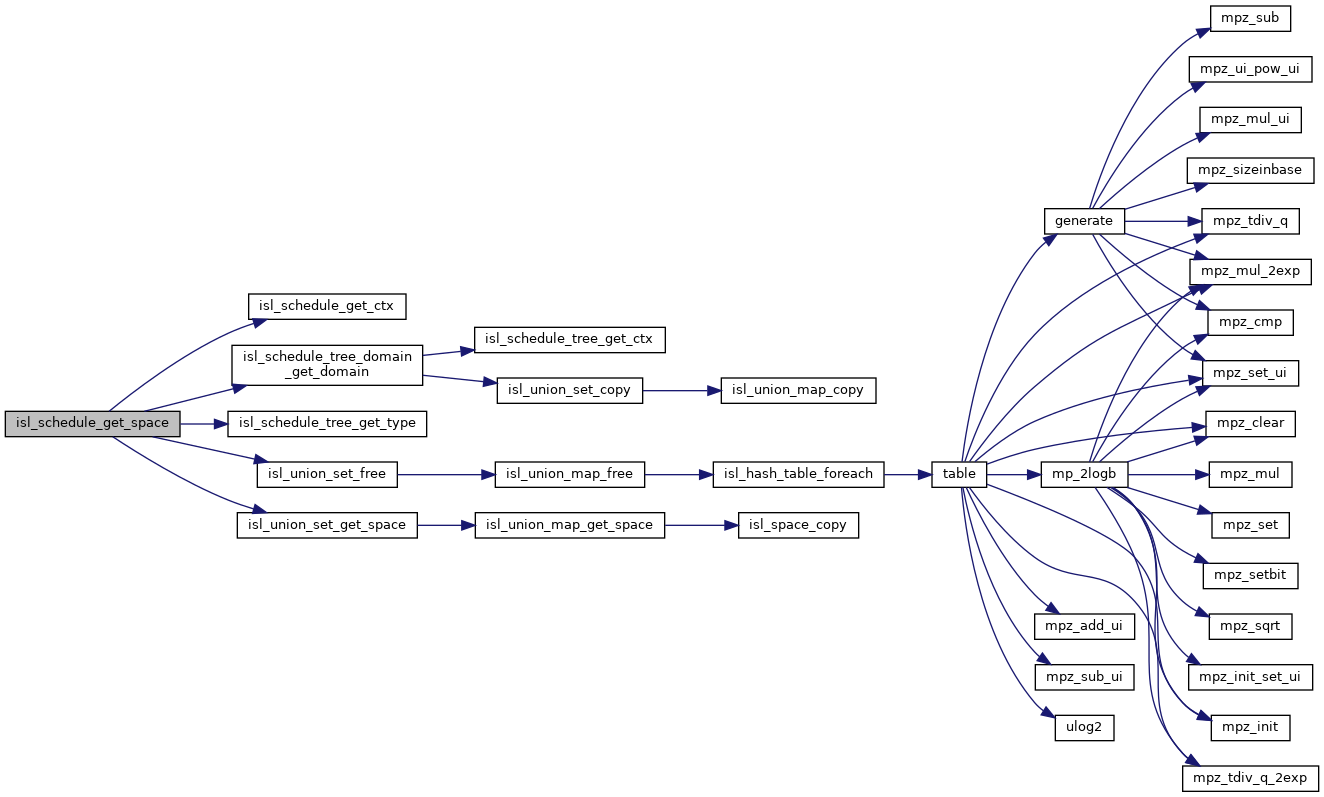 isl_schedule_get_space
isl_schedule_get_ctx
isl_schedule_tree_domain
_get_domain
isl_schedule_tree_get_type
isl_union_set_free
isl_union_set_get_space
isl_schedule_tree_get_ctx
isl_union_set_copy
isl_union_map_free
isl_union_map_get_space
isl_union_map_copy
isl_hash_table_foreach
isl_space_copy
table
generate
mp_2logb
mpz_add_ui
mpz_sub_ui
ulog2
mpz_sub
mpz_ui_pow_ui
mpz_mul_ui
mpz_sizeinbase
mpz_tdiv_q
mpz_mul_2exp
mpz_cmp
mpz_set_ui
mpz_clear
mpz_mul
mpz_set
mpz_setbit
mpz_sqrt
mpz_init_set_ui
mpz_init
mpz_tdiv_q_2exp